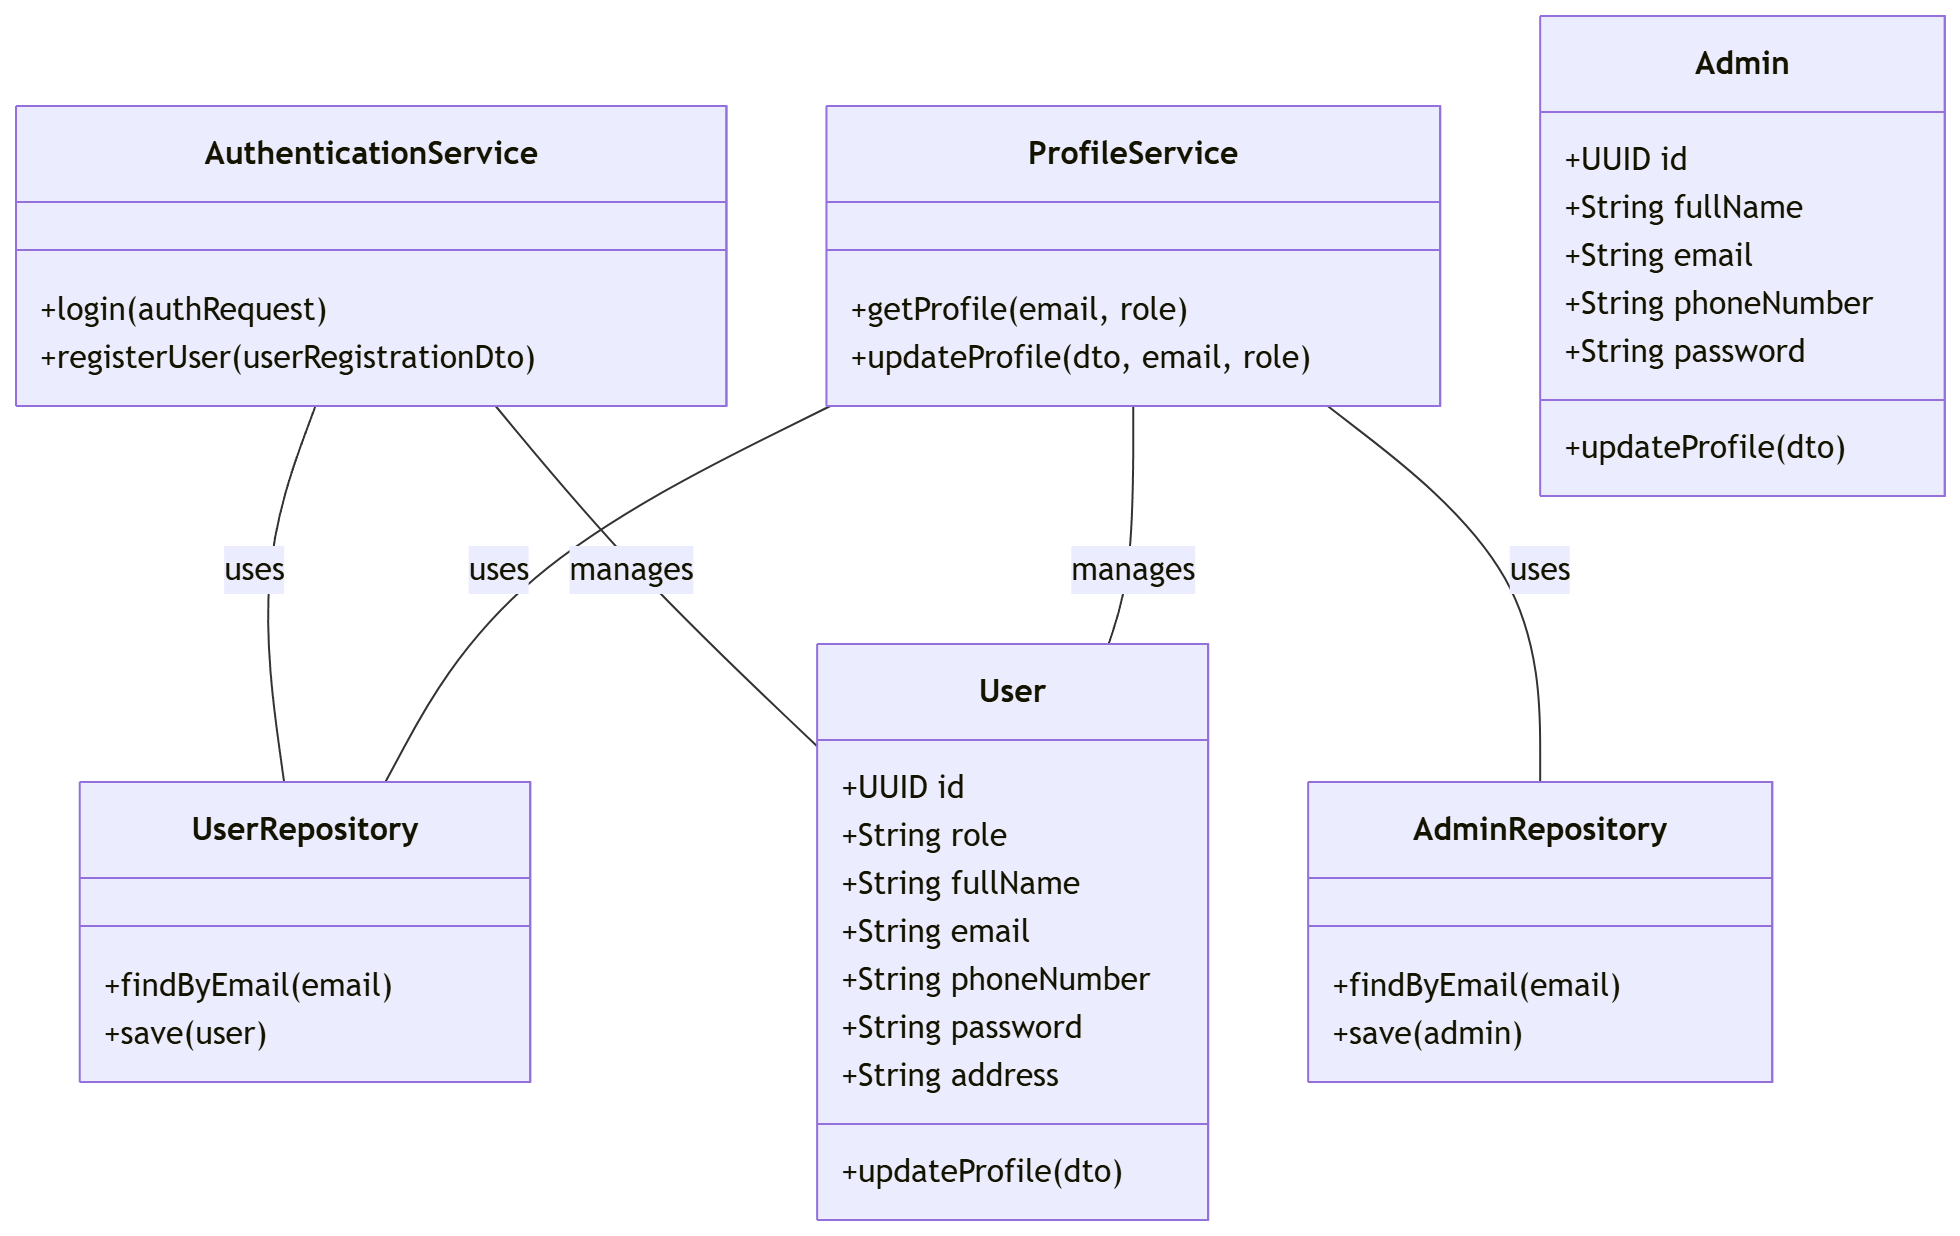 AuthenticationService
+login(authRequest)
+registerUser(userRegistrationDto)
ProfileService
+getProfile(email, role)
+updateProfile(dto, email, role)
Admin
+UUID id
+String fullName
+String email
+String phoneNumber
+String password
+updateProfile(dto)
uses
uses
manages
manages
uses
UserRepository
+findByEmail(email)
+save(user)
User
+UUID id
+String role
+String fullName
+String email
+String phoneNumber
+String password
+String address
+updateProfile(dto)
AdminRepository
+findByEmail(email)
+save(admin)